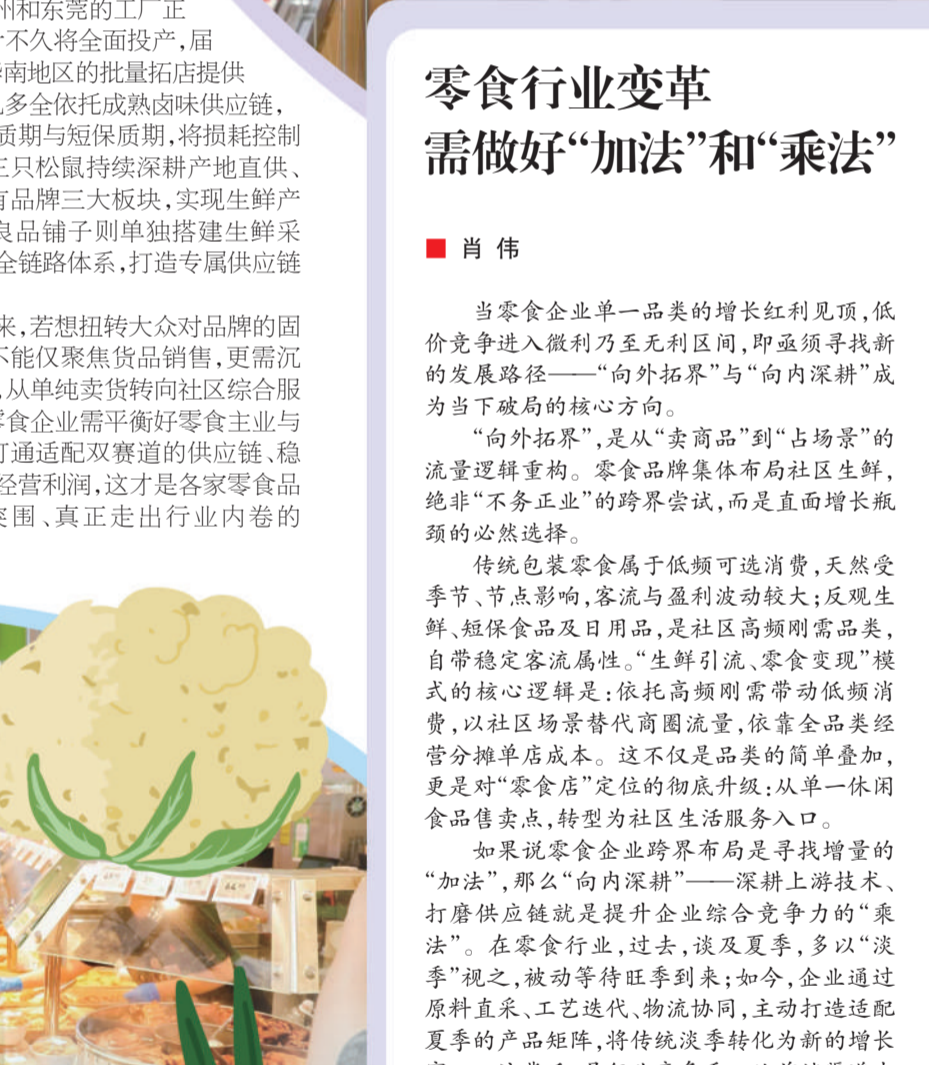 州和东莞的工厂正
不久将全面投产,届
南地区的批量拓店提供
多全依托成熟卤味供应链,
质期与短保质期,将损耗控制
三只松鼠持续深耕产地直供、
有品牌三大板块,实现生鲜产
良品铺子则单独搭建生鲜采
全链路体系,打造专属供应链
来,若想扭转大众对品牌的固
不能仅聚焦货品销售,更需沉
,从单纯卖货转向社区综合服
零食企业需平衡好零食主业与
打通适配双赛道的供应链、稳
经营利润,这才是各家零食品
突围、真正走出行业内卷的
零食行业变革
需做好“加法”和“乘法”
肖 伟
当零食企业单一品类的增长红利见顶,低
价竞争进入微利乃至无利区间,即亟须寻找新
的发展路径——“向外拓界”与“向内深耕”成
为当下破局的核心方向。
“向外拓界”,是从“卖商品”到“占场景”的
流量逻辑重构。零食品牌集体布局社区生鲜,
绝非“不务正业”的跨界尝试,而是直面增长瓶
颈的必然选择。
传统包装零食属于低频可选消费,天然受
季节、节点影响,客流与盈利波动较大;反观生
鲜、短保食品及日用品,是社区高频刚需品类,
自带稳定客流属性。“生鲜引流、零食变现”模
式的核心逻辑是:依托高频刚需带动低频消
费,以社区场景替代商圈流量,依靠全品类经
营分摊单店成本。这不仅是品类的简单叠加,
更是对“零食店”定位的彻底升级:从单一休闲
食品售卖点,转型为社区生活服务入口。
如果说零食企业跨界布局是寻找增量的
“加法”,那么“向内深耕”——深耕上游技术、
打磨供应链就是提升企业综合竞争力的“乘
法”。在零食行业,过去,谈及夏季,多以“淡
季”视之,被动等待旺季到来;如今,企业通过
原料直采、工艺迭代、物流协同,主动打造适配
夏季的产品矩阵,将传统淡季转化为新的增长